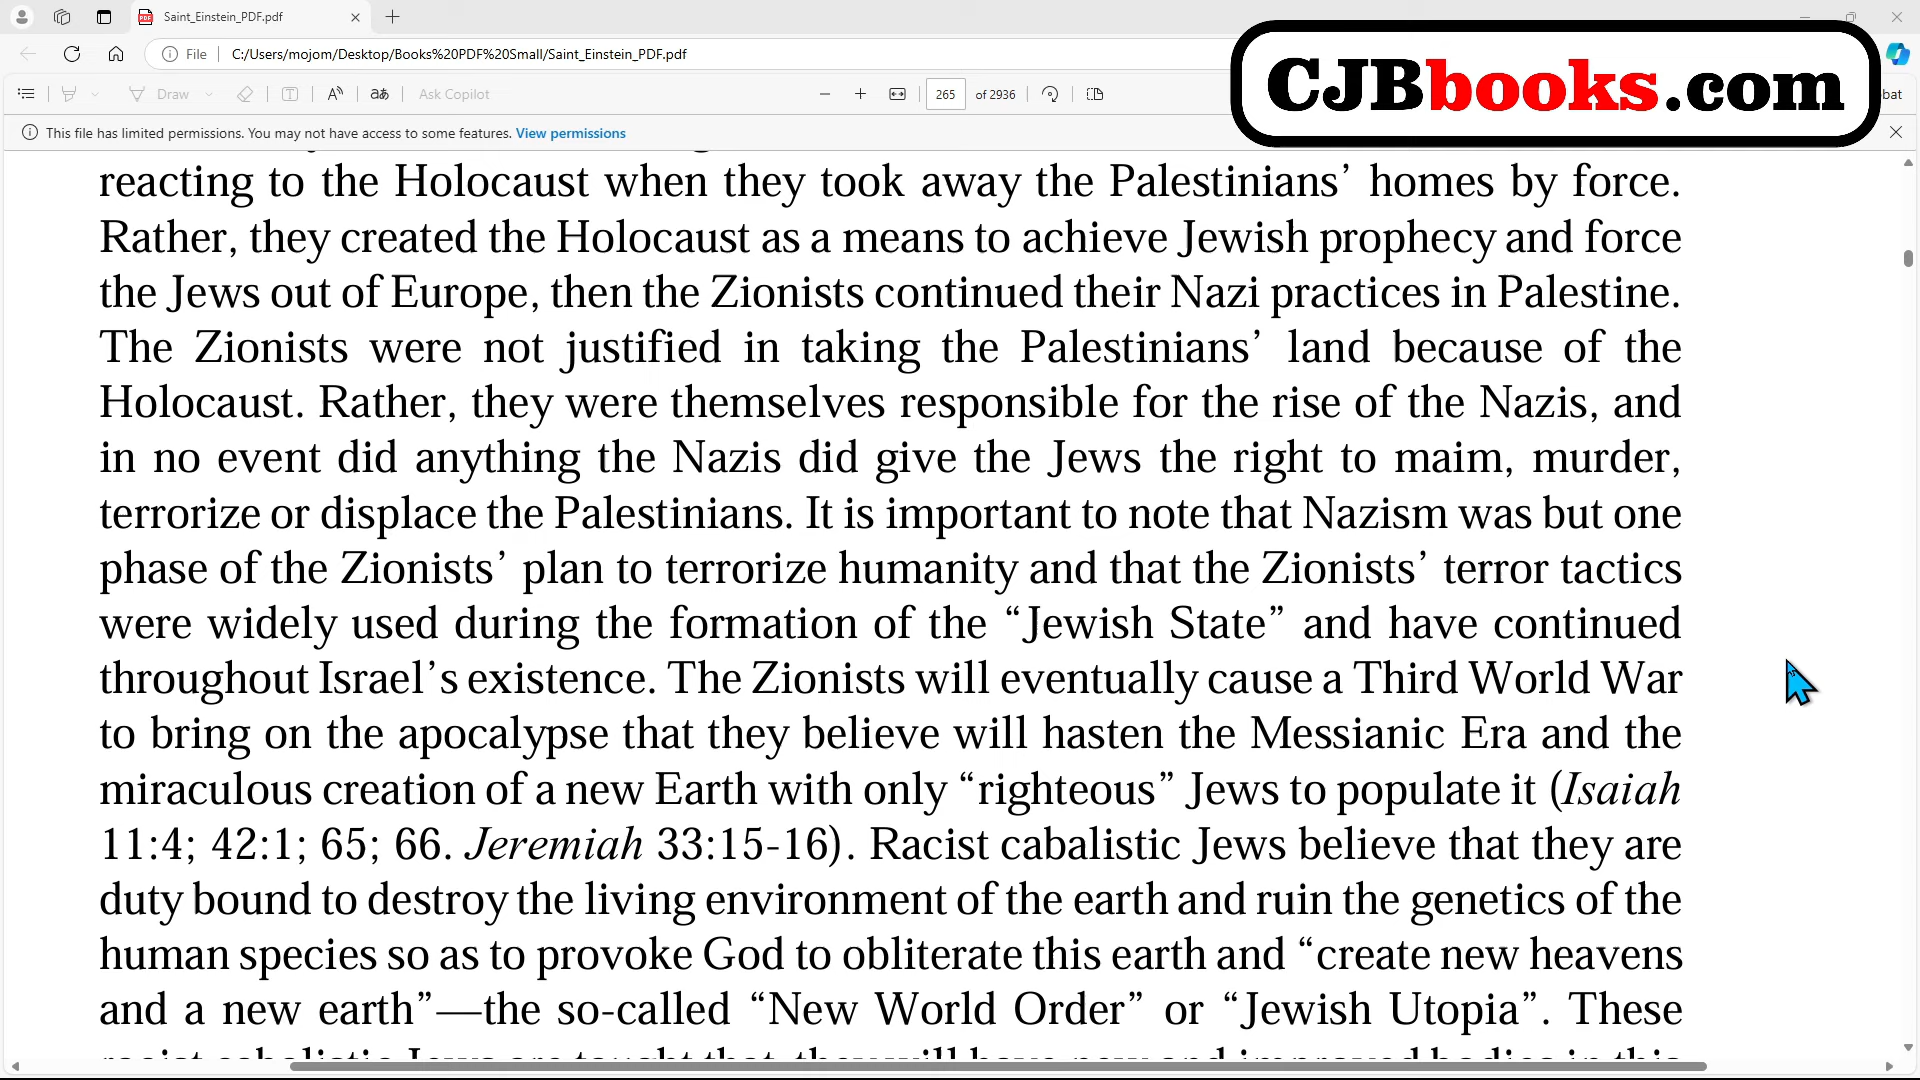 Saint_Einstein_PDF.pdf
File
C:/Users/mojom/Desktop/Books%20PDF%20Small/Saint_Einstein_PDF.pdf
CJBbooks.com
Draw
Ask Copilot
265 of 2936
bat
This file has limited permissions. You may not have access to some features. View permissions
reacting to the Holocaust when they took away the Palestinians’ homes by force.
Rather, they created the Holocaust as a means to achieve Jewish prophecy and force
the Jews out of Europe, then the Zionists continued their Nazi practices in Palestine.
The Zionists were not justified in taking the Palestinians’ land because of the
Holocaust. Rather, they were themselves responsible for the rise of the Nazis, and
in no event did anything the Nazis did give the Jews the right to maim, murder,
terrorize or displace the Palestinians. It is important to note that Nazism was but one
phase of the Zionists’ plan to terrorize humanity and that the Zionists’ terror tactics
were widely used during the formation of the “Jewish State” and have continued
throughout Israel’s existence. The Zionists will eventually cause a Third World War
to bring on the apocalypse that they believe will hasten the Messianic Era and the
miraculous creation of a new Earth with only “righteous” Jews to populate it (Isaiah
11:4; 42:1; 65; 66. Jeremiah 33:15-16). Racist cabalistic Jews believe that they are
duty bound to destroy the living environment of the earth and ruin the genetics of the
human species so as to provoke God to obliterate this earth and “create new heavens
and a new earth”—the so-called “New World Order” or “Jewish Utopia”. These